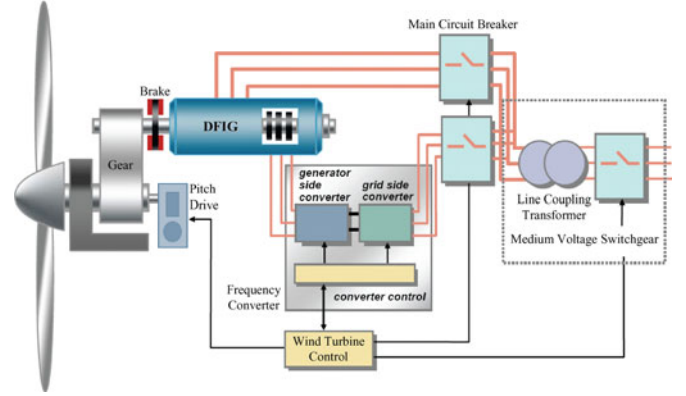 Main Circuit Breaker
Brake
DFIG
Gear
Pitch
Drive
generator
side
converter
grid side
converter
Line Coupling
Transformer
Medium Voltage Switchgear
Frequency
Converter
converter control
Wind Turbine
Control